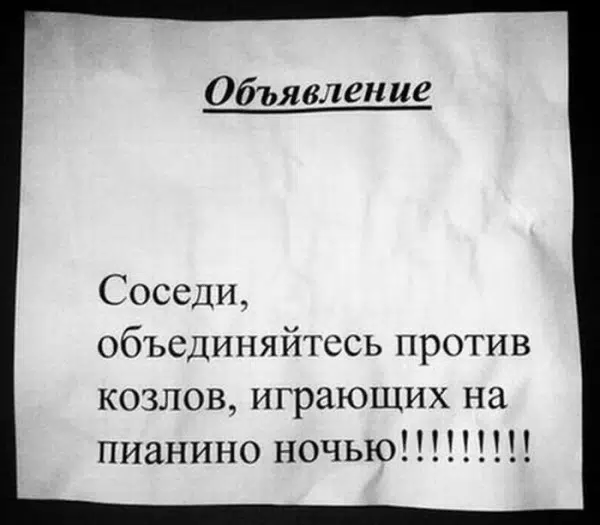 Объявление
Соседи,
объединяйтесь против
козлов, играющих на
пианино ночью!!!!!!!!!